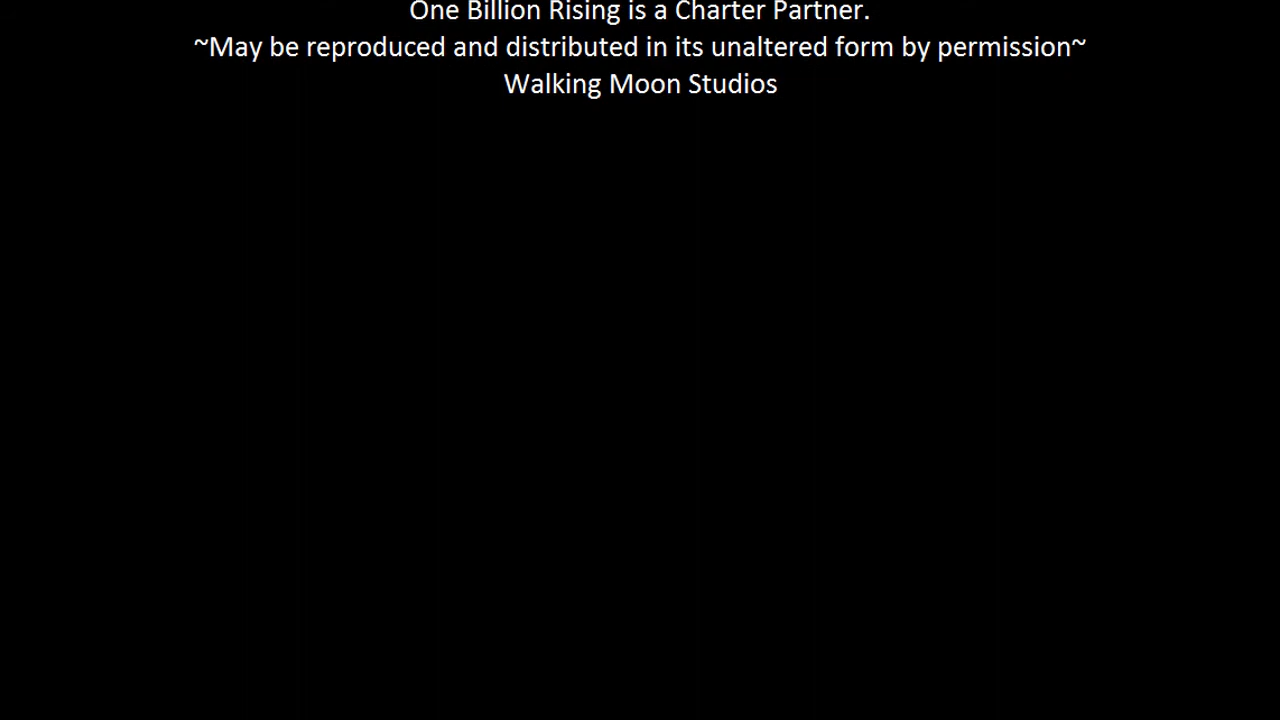 One Billion Rising is a Charter Partner.
~May be reproduced and distributed in its unaltered form by permission~
Walking Moon Studios